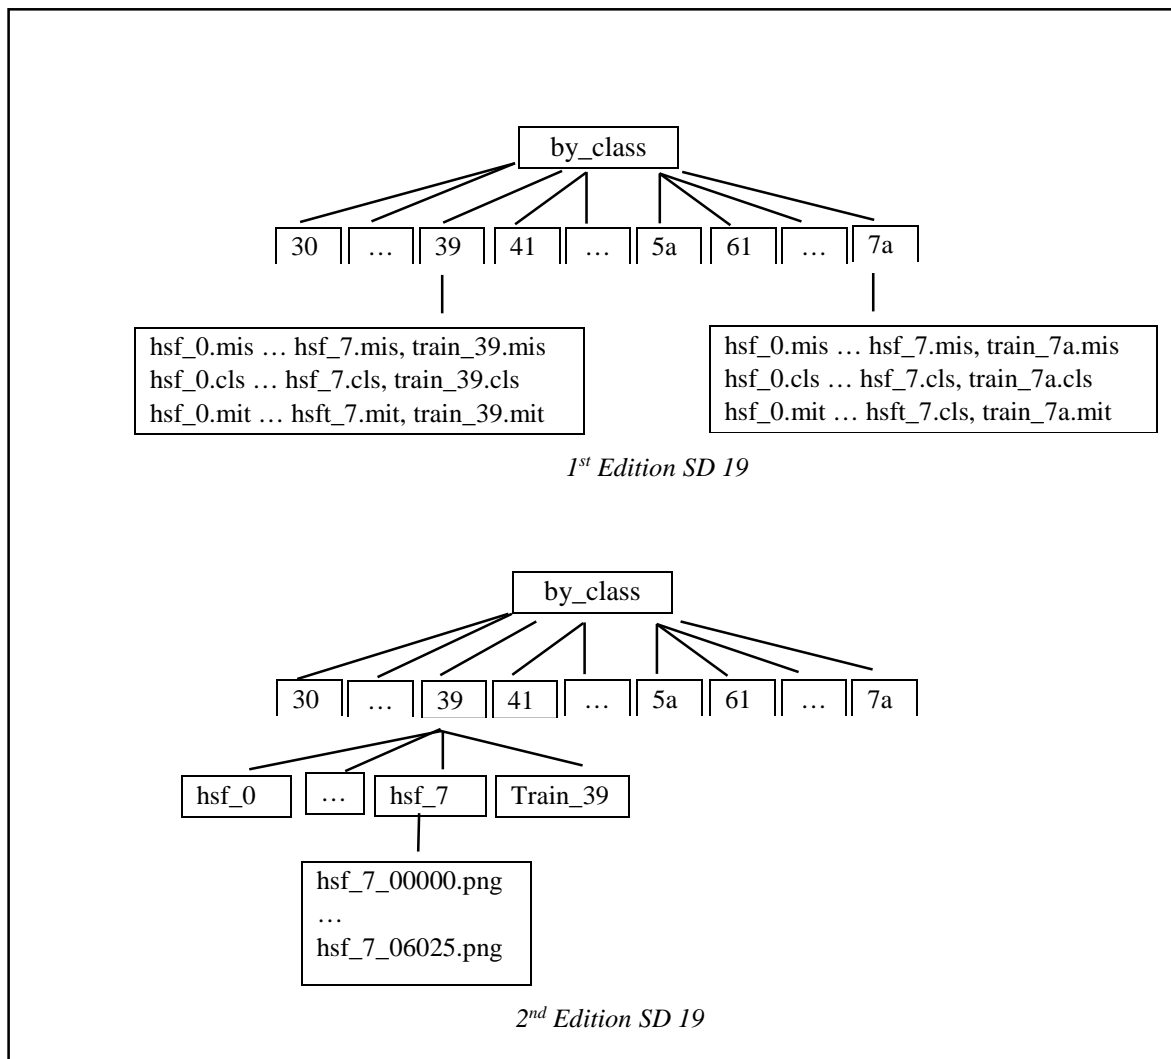 by_class
30 … 39 41 … 5a 61 … 7a
hsf_0.mis … hsf_7.mis, train_39.mis
hsf_0.cls … hsf_7.cls, train_39.cls
hsf_0.mit … hsft_7.mit, train_39.mit
hsf_0.mis … hsf_7.mis, train_7a.mis
hsf_0.cls … hsf_7.cls, train_7a.cls
hsf_0.mit … hsft_7.cls, train_7a.mit
1st Edition SD 19
by_class
30 … 39 41 … 5a 61 … 7a
hsf_0 … hsf_7 Train_39
hsf_7_00000.png
…
hsf_7_06025.png
2nd Edition SD 19